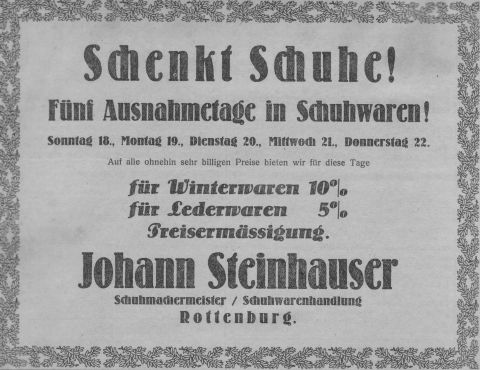 Schenkt Schuhe!
Fünf Ausnahmetage in Schuhwaren!
Sonntag 18., Montag 19., Dienstag 20., Mittwoch 21., Donnerstag 22.
Auf alle ohnehin sehr billigen Preise bieten wir für diese Tage
für Winterwaren 10%
für Lederwaren 5%
Preisermässigung.
Johann Steinhauser
Schuhmachermeister / Schuhwarenhandlung
Rottenburg.